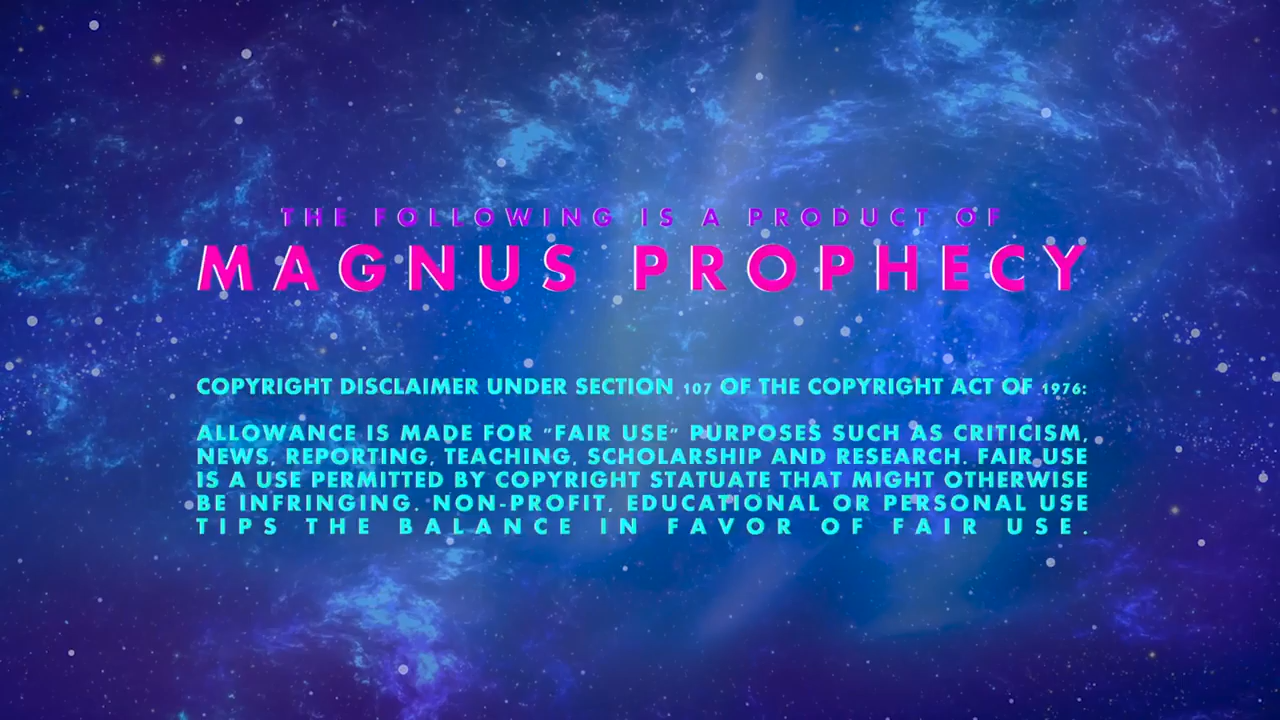 THE FOLLOWING IS A PRODUCT OF
MAGNUS PROPHECY
COPYRIGHT DISCLAIMER UNDER SECTION 107 OF THE COPYRIGHT ACT OF 1976:
ALLOWANCE IS MADE FOR "FAIR USE" PURPOSES SUCH AS CRITICISM,
NEWS, REPORTING, TEACHING, SCHOLARSHIP AND RESEARCH. FAIR USE
IS A USE PERMITTED BY COPYRIGHT STATUATE THAT MIGHT OTHERWISE
BE INFRINGING. NON-PROFIT, EDUCATIONAL OR PERSONAL USE
TIPS THE BALANCE IN FAVOR OF FAIR USE.